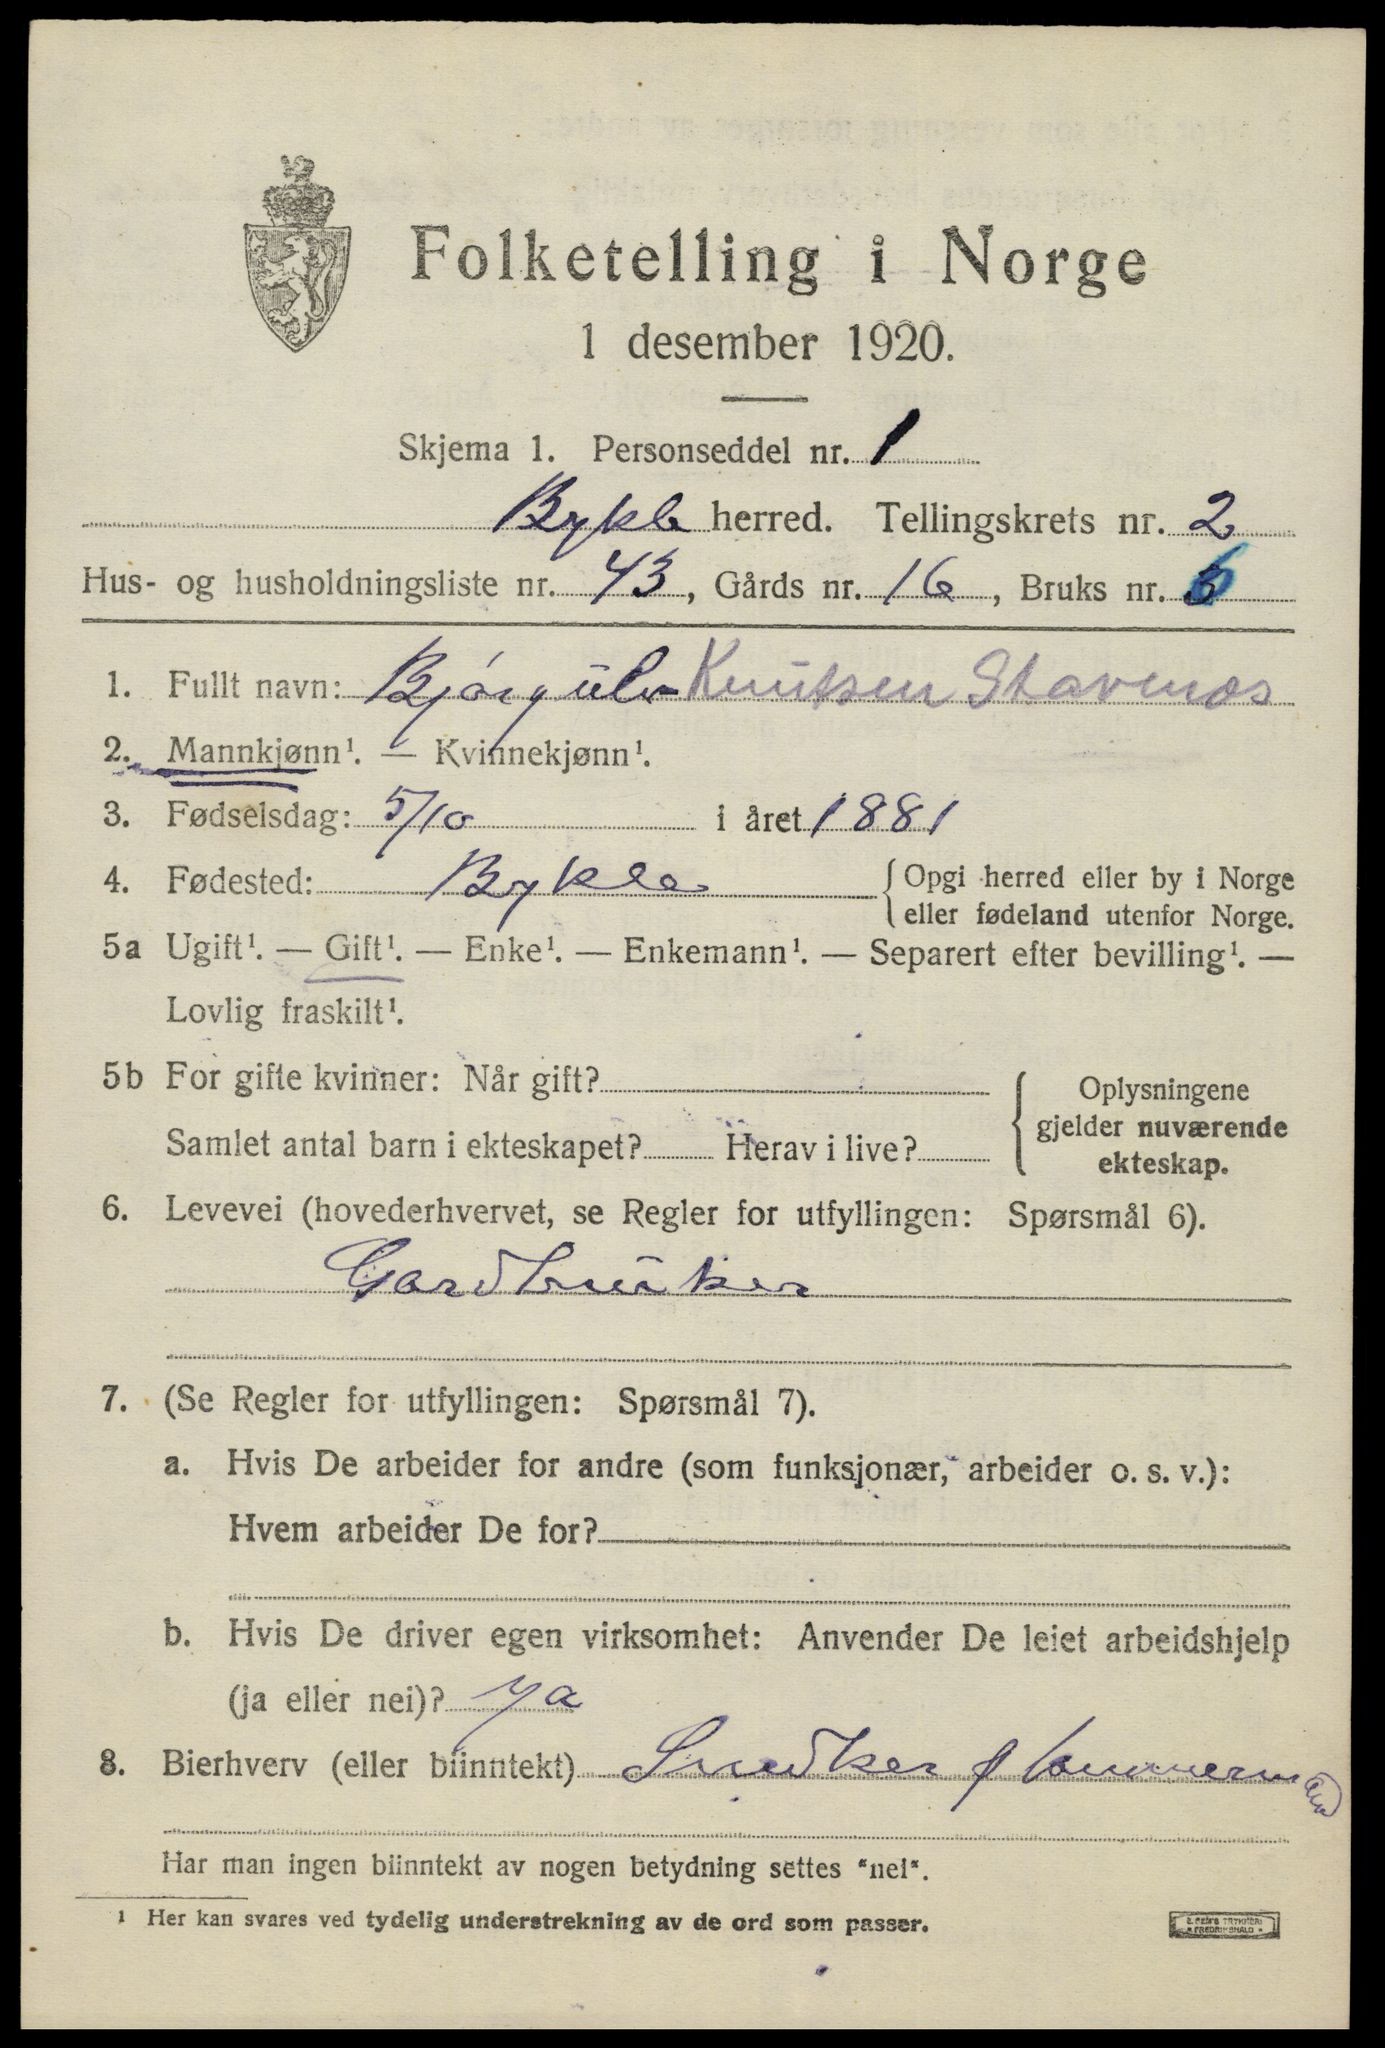 Folketelling i Norge
1 desember 1920.
Skjema 1. Personseddel nr. 1
Bykle herred. Tellingskrets nr. 2
Hus- og husholdningsliste nr. 43, Gårds nr. 16, Bruks nr. 6
1. Fullt navn: Bjørgulv Knutsen Stavenæs
2. Mannkjønn¹. — Kvinnekjønn¹.
3. Fødselsdag: 5/10 i året 1881
4. Fødested: Bykle {Opgi herred eller by i Norge
eller fødeland utenfor Norge.
5a Ugift¹. — Gift¹. — Enke¹. — Enkemann¹. — Separert efter bevilling¹. —
Lovlig fraskilt¹.
5b For gifte kvinner: Når gift?
Samlet antal barn i ekteskapet? Herav i live?
Oplysningene
gjelder nuværende
ekteskap.
6. Levevei (hovederhvervet, se Regler for utfyllingen: Spørsmål 6).
Gardbruker
7. (Se Regler for utfyllingen: Spørsmål 7).
a. Hvis De arbeider for andre (som funksjonær, arbeider o. s. v.):
Hvem arbeider De for?
b. Hvis De driver egen virksomhet: Anvender De leiet arbeidshjelp
(ja eller nei)? ja
8. Bierhverv (eller biinntekt) Snedker & tømmermann
Har man ingen biinntekt av nogen betydning settes "nei".
1 Her kan svares ved tydelig understrekning av de ord som passer.
FREDRIKSHALD